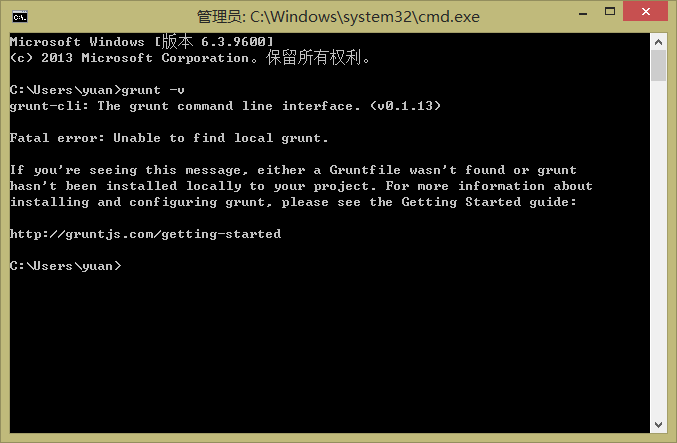 管理员: C:\Windows\system32\cmd.exe
Microsoft Windows [版本 6.3.9600]
(c) 2013 Microsoft Corporation。保留所有权利。
C:\Users\yuan>grunt -v
grunt-cli: The grunt command line interface. (v0.1.13)
Fatal error: Unable to find local grunt.
If you're seeing this message, either a Gruntfile wasn't found or grunt
hasn't been installed locally to your project. For more information about
installing and configuring grunt, please see the Getting Started guide:
http://gruntjs.com/getting-started
C:\Users\yuan>